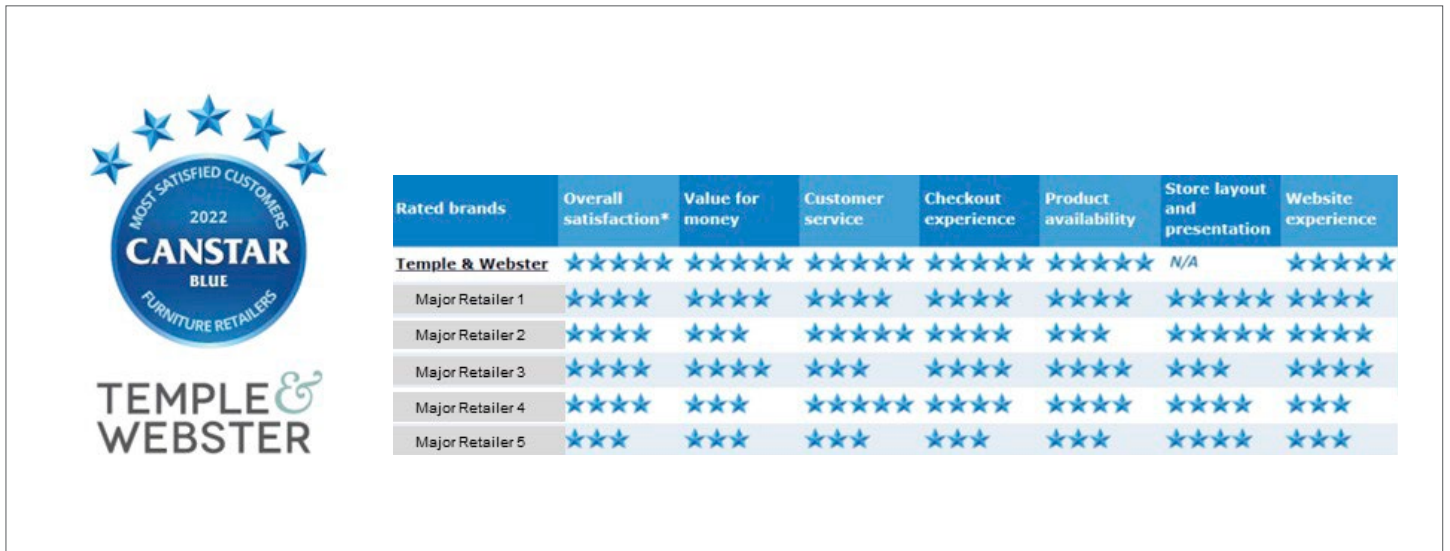 MOST SATISFIED CUSTOMERS
2022
CANSTAR
BLUE
FURNITURE RETAILERS
TEMPLE &
WEBSTER
Rated brands Overall satisfaction* Value for money Customer service Checkout experience Product availability Store layout and presentation Website experience
Temple & Webster N/A
Major Retailer 1
Major Retailer 2
Major Retailer 3
Major Retailer 4
Major Retailer 5